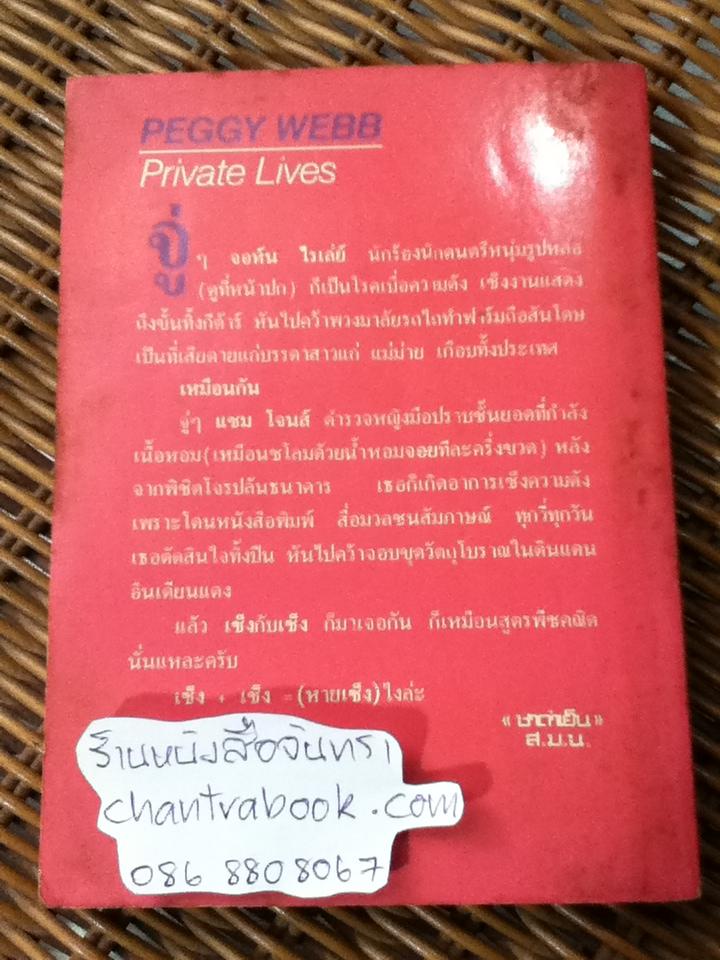 PEGGY WEBB
Private Lives
จู่ ๆ จอห์น ไรเล่ย์ นักร้องนักดนตรีหนุ่มรูปหล่อ
(ดูที่หน้าปก) ก็เป็นโรคเบื่อความดัง เซ็งงานแสดง
ถึงขั้นทิ้งกีต้าร์ หันไปคว้าพวงมาลัยรถไถทำฟาร์มถือสันโดษ
เป็นที่เสียดายแก่บรรดาสาวแก่ แม่ม่าย เกือบทั้งประเทศ
เหมือนกัน
จู่ๆ แซม โจนส์ ตำรวจหญิงมือปราบชั้นยอดที่กำลัง
เนื้อหอม(เหมือนชโลมด้วยน้ำหอมจอยทีละครึ่งขวด) หลัง
จากพิชิตโจรปล้นธนาคาร เธอก็เกิดอาการเซ็งความดัง
เพราะโดนหนังสือพิมพ์ สื่อมวลชนสัมภาษณ์ ทุกวี่ทุกวัน
เธอตัดสินใจทิ้งปืน หันไปคว้าจอบขุดวัตถุโบราณในดินแดน
อินเดียนแดง
แล้ว เซ็งกับเซ็ง ก็มาเจอกัน ก็เหมือนสูตรพีชคณิต
นั่นแหละครับ
เซ็ง + เซ็ง = (หายเซ็ง) ไงล่ะ
ส.ม.น.
ร้านหนังสือจันทรา
chantrabook.com
086 8808067